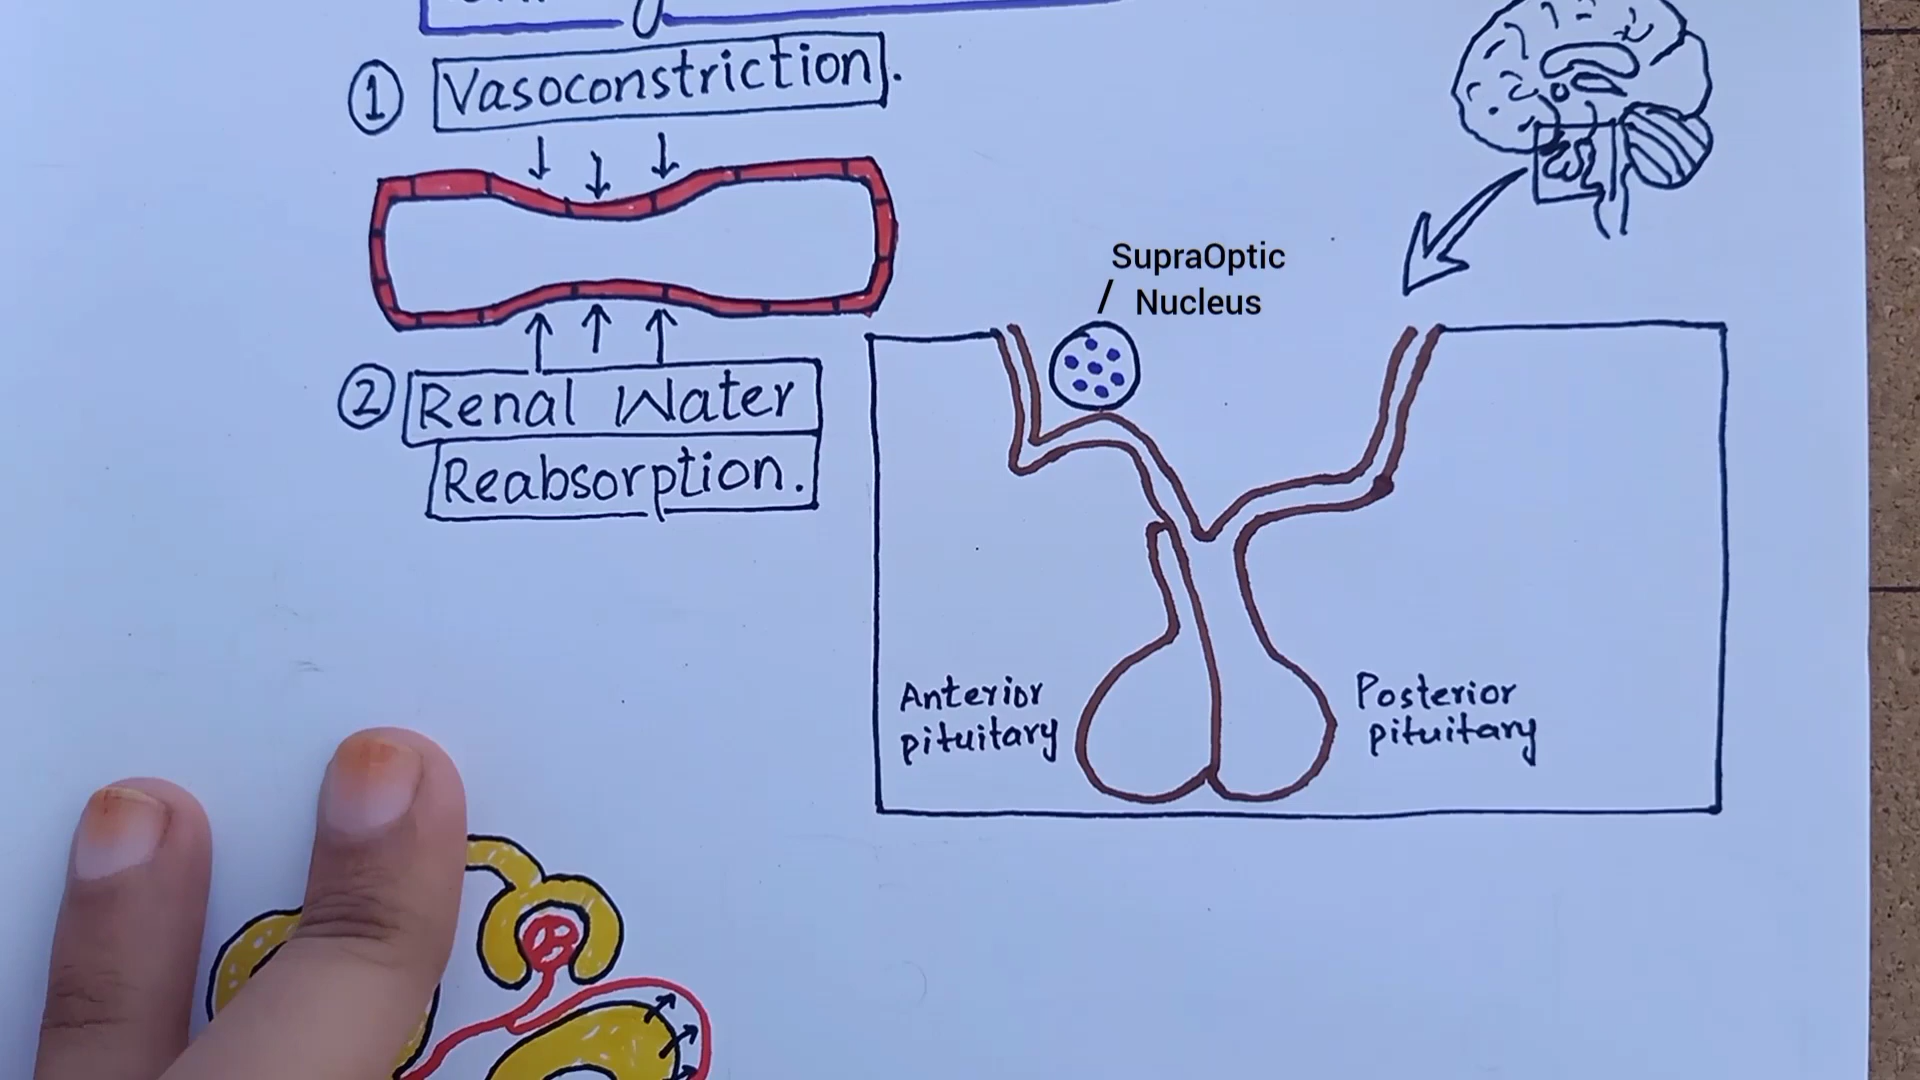 ① Vasoconstriction.
② Renal Water
Reabsorption.
SupraOptic
Nucleus
Anterior
pituitary
Posterior
pituitary